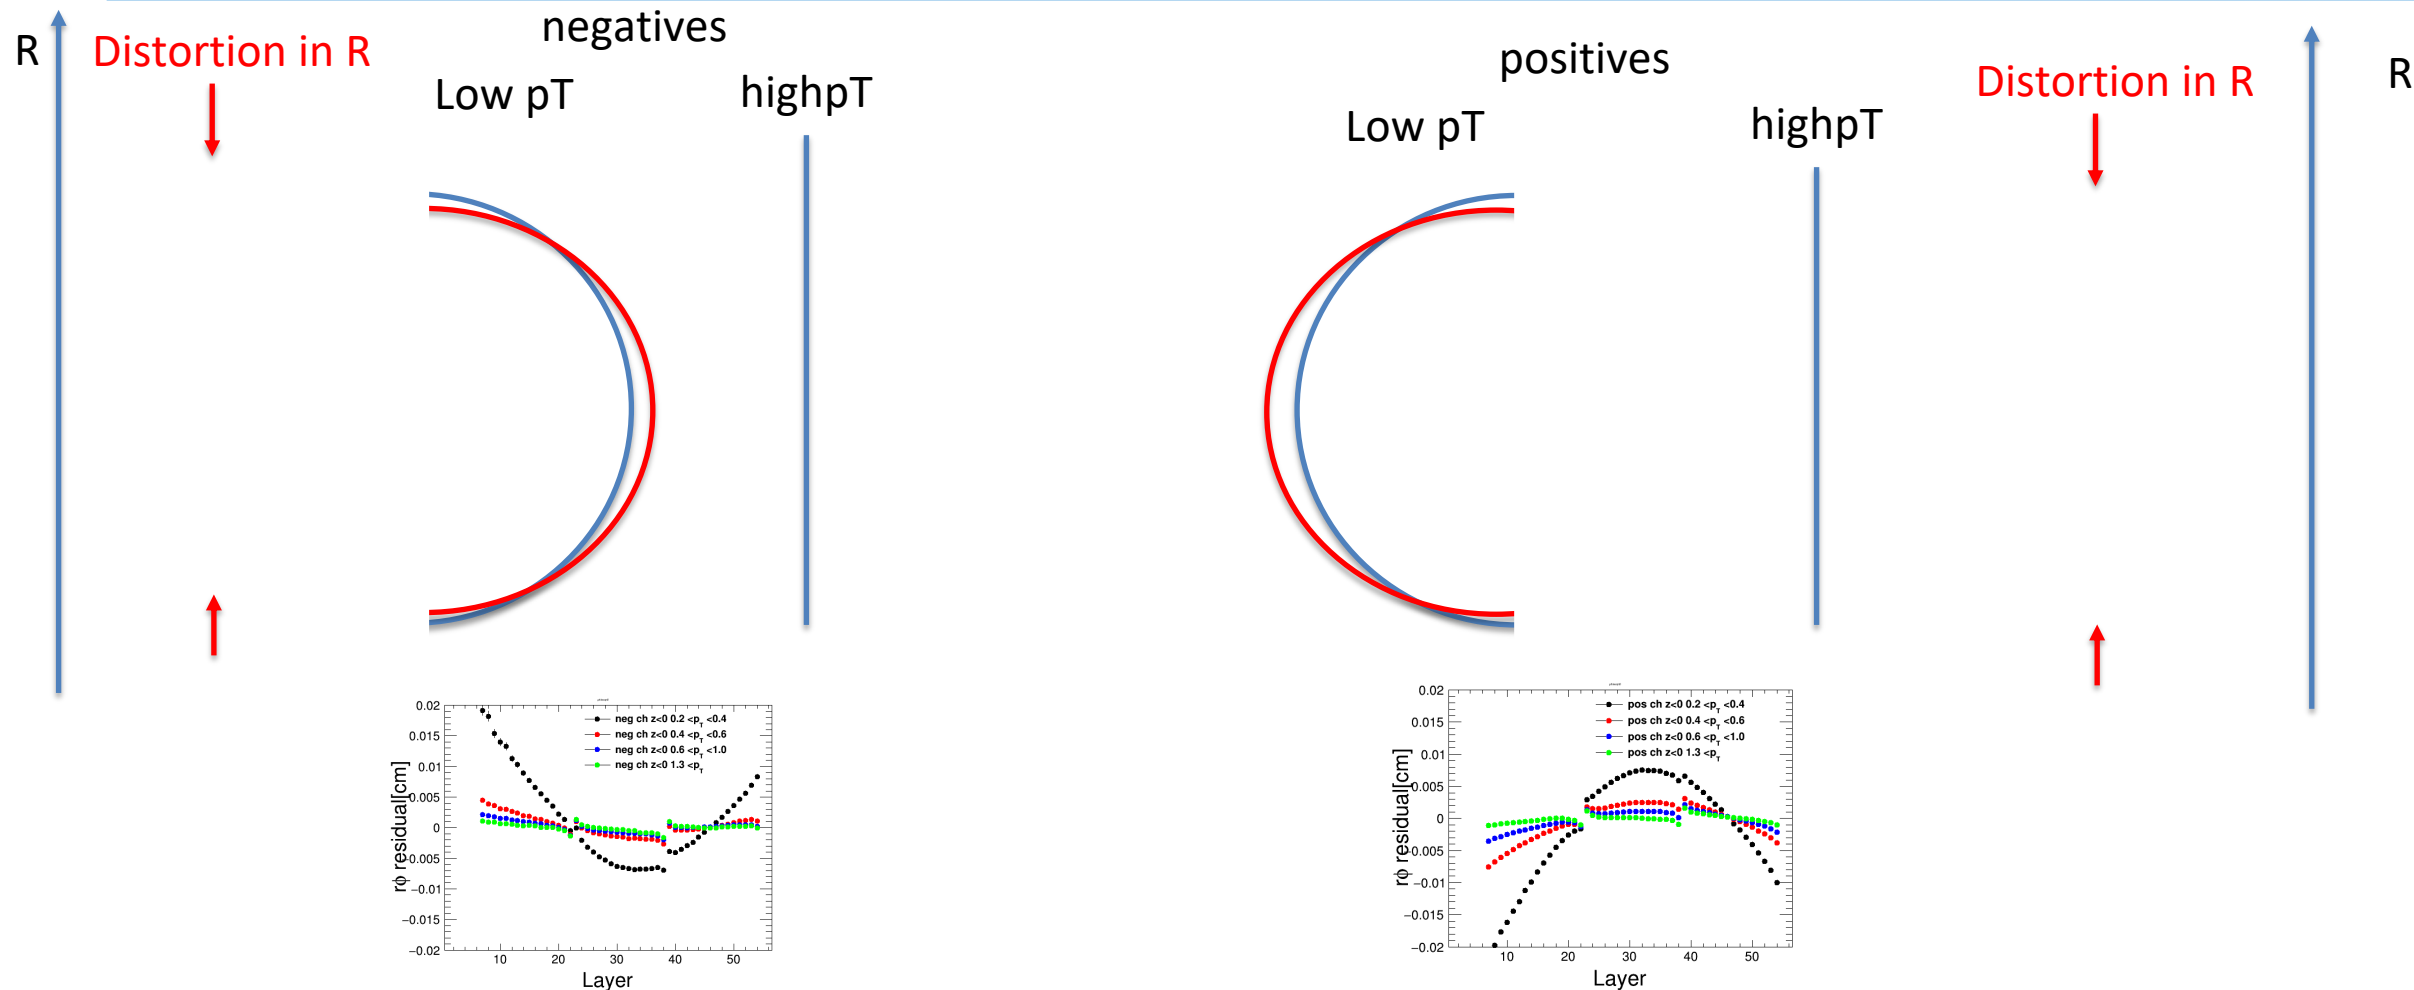 negatives
R
Distortion in R
Low pT
highpT
positives
Distortion in R
R
Low pT
highpT
neg ch z<0 0.2 <pT <0.4
neg ch z<0 0.4 <pT <0.6
neg ch z<0 0.6 <pT <1.0
neg ch z<0 1.3 <pT
rϕ residual[cm]
0.02
0.015
0.01
0.005
0
−0.005
−0.01
−0.015
−0.02
10 20 30 40 50
Layer
pos ch z<0 0.2 <pT <0.4
pos ch z<0 0.4 <pT <0.6
pos ch z<0 0.6 <pT <1.0
pos ch z<0 1.3 <pT
rϕ residual[cm]
0.02
0.015
0.01
0.005
0
−0.005
−0.01
−0.015
−0.02
10 20 30 40 50
Layer